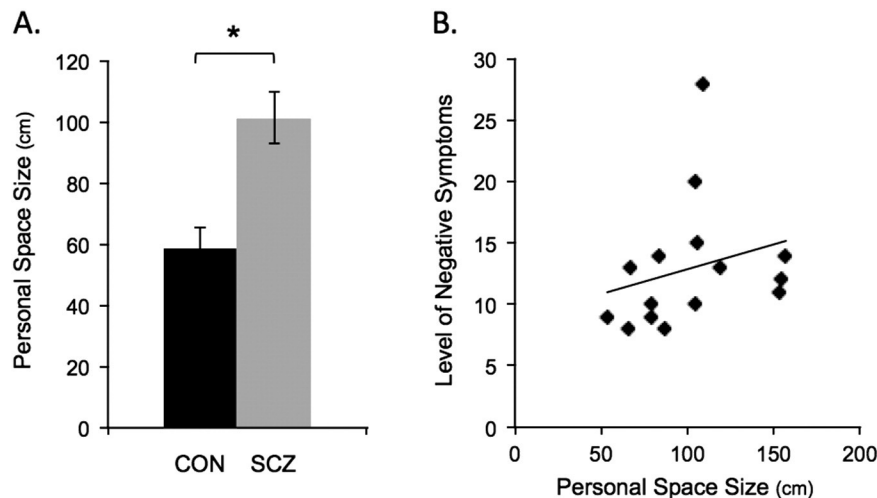 A.
*
Personal Space Size (cm)
120
100
80
60
40
20
0
CON SCZ
B.
Level of Negative Symptoms
30
25
20
15
10
5
0
0 50 100 150 200
Personal Space Size (cm)